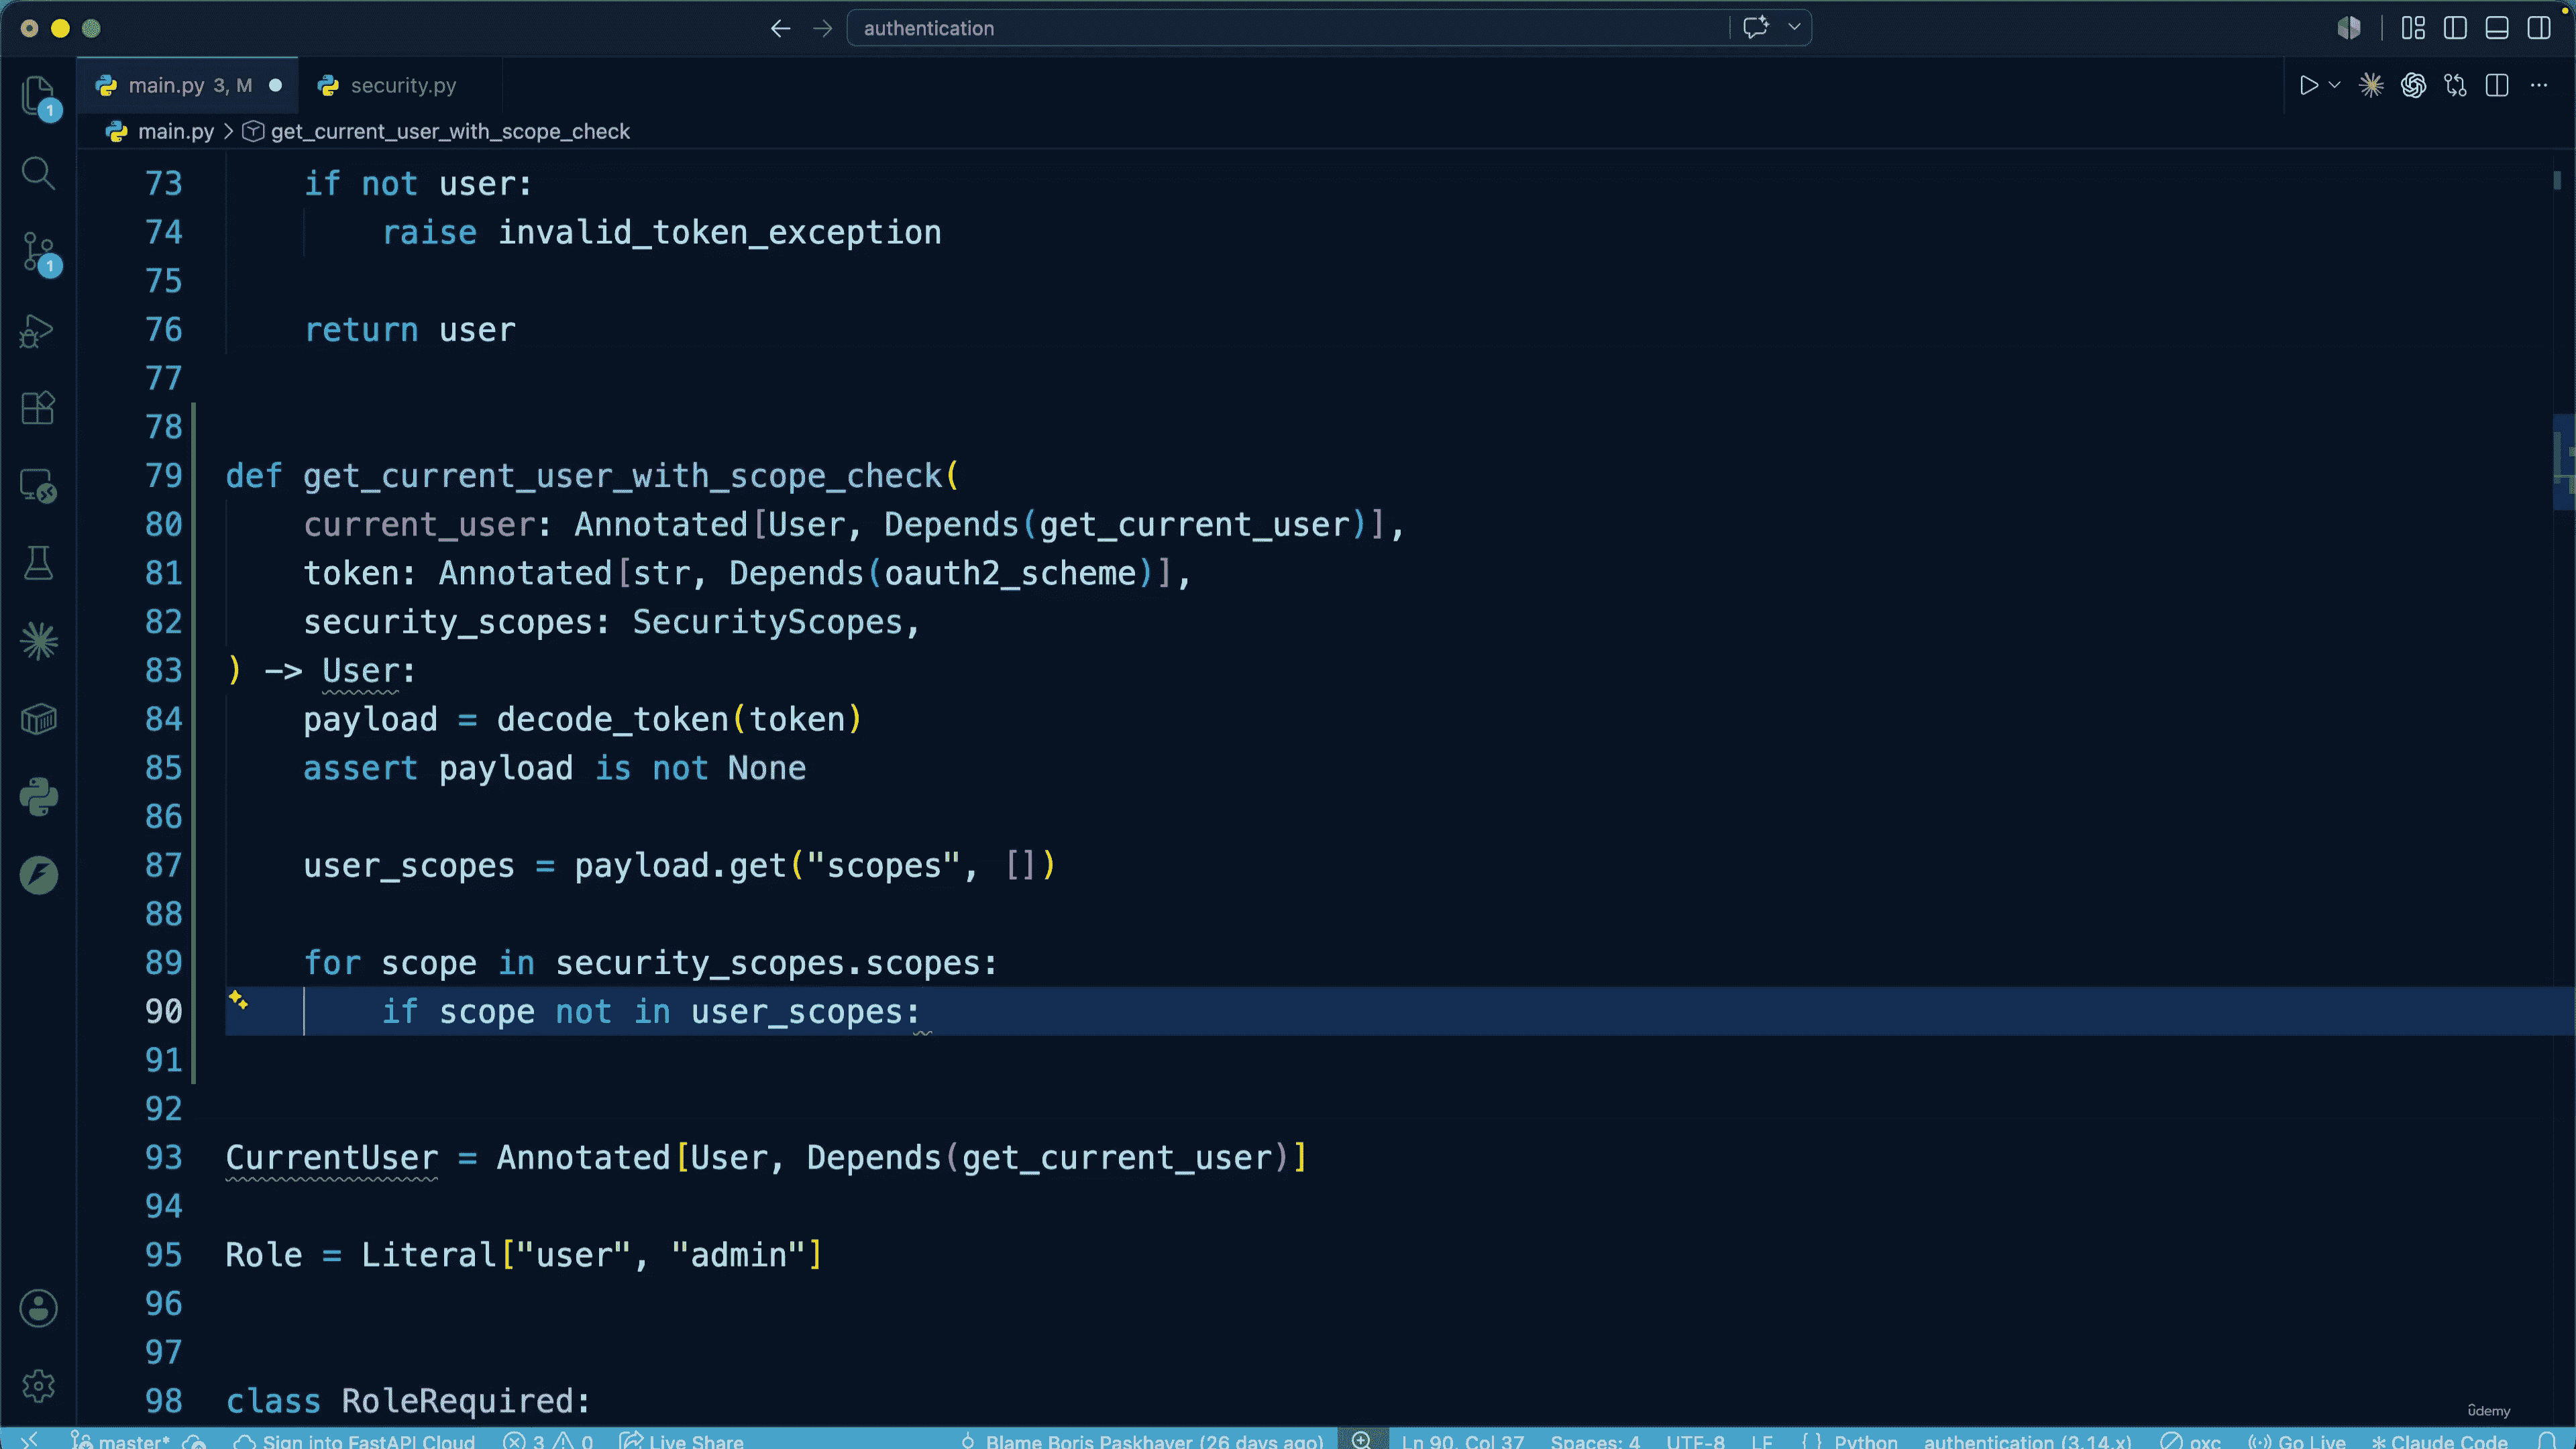 authentication
main.py 3, M
security.py
main.py > get_current_user_with_scope_check
1
1
73 if not user:
74 raise invalid_token_exception
75
76 return user
77
78
79 def get_current_user_with_scope_check(
80 current_user: Annotated[User, Depends(get_current_user)],
81 token: Annotated[str, Depends(oauth2_scheme)],
82 security_scopes: SecurityScopes,
83 ) -> User:
84 payload = decode_token(token)
85 assert payload is not None
86
87 user_scopes = payload.get("scopes", [])
88
89 for scope in security_scopes.scopes:
90 if scope not in user_scopes:
91
92
93 CurrentUser = Annotated[User, Depends(get_current_user)]
94
95 Role = Literal["user", "admin"]
96
97
98 class RoleRequired:
ûdemy
master* Sign into FastAPI Cloud 3 0 Live Share Blame Boris Paskhaver (26 days ago) Ln 90, Col 37 Spaces: 4 UTF-8 LF { } Python authentication (3.14.x) oxc Go Live Claude Code